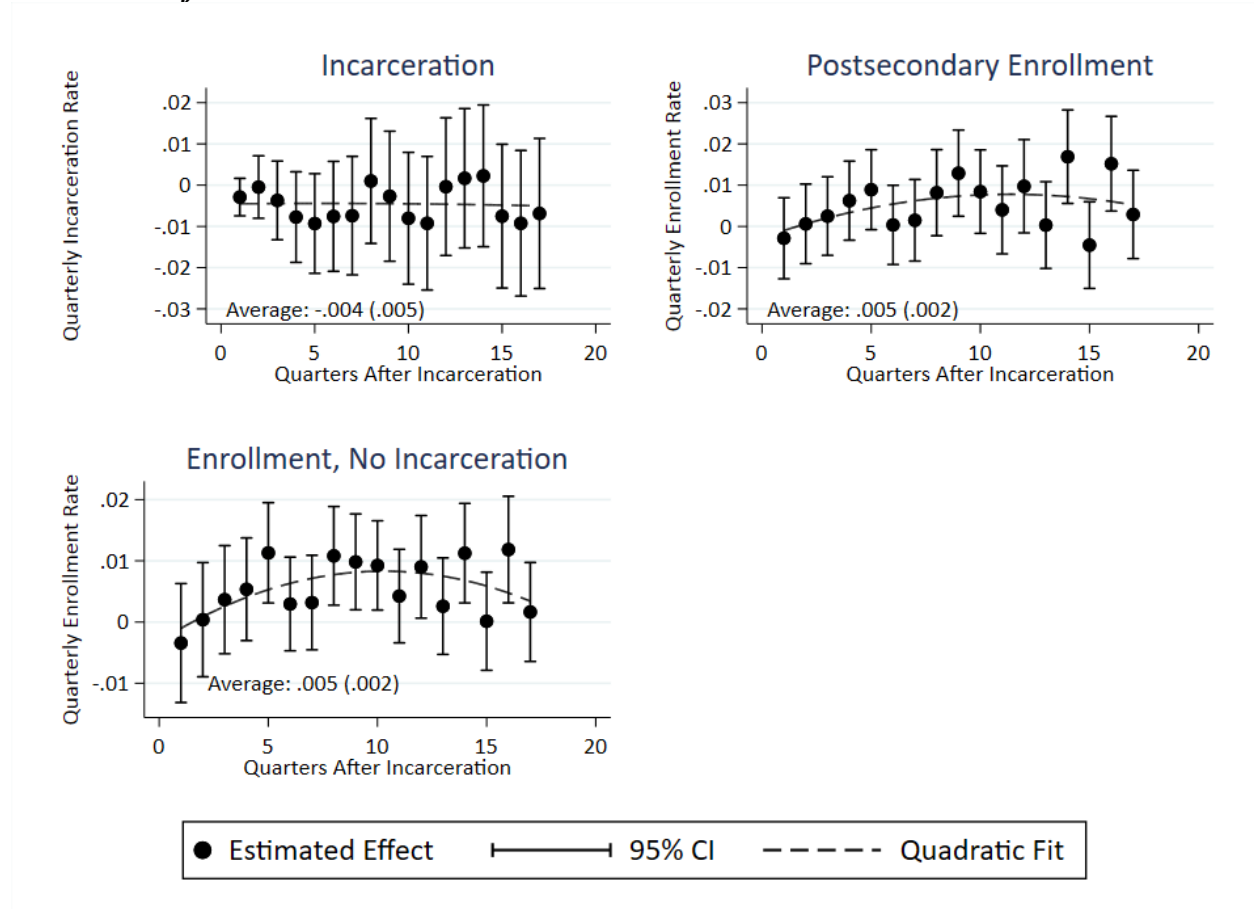 Incarceration
Quarterly Incarceration Rate
.02
.01
0
-.01
-.02
-.03
Average: -.004 (.005)
0 5 10 15 20
Quarters After Incarceration
Postsecondary Enrollment
Quarterly Enrollment Rate
.03
.02
.01
0
-.01
-.02
Average: .005 (.002)
0 5 10 15 20
Quarters After Incarceration
Enrollment, No Incarceration
Quarterly Enrollment Rate
.02
.01
0
-.01
Average: .005 (.002)
0 5 10 15 20
Quarters After Incarceration
Estimated Effect 95% CI Quadratic Fit